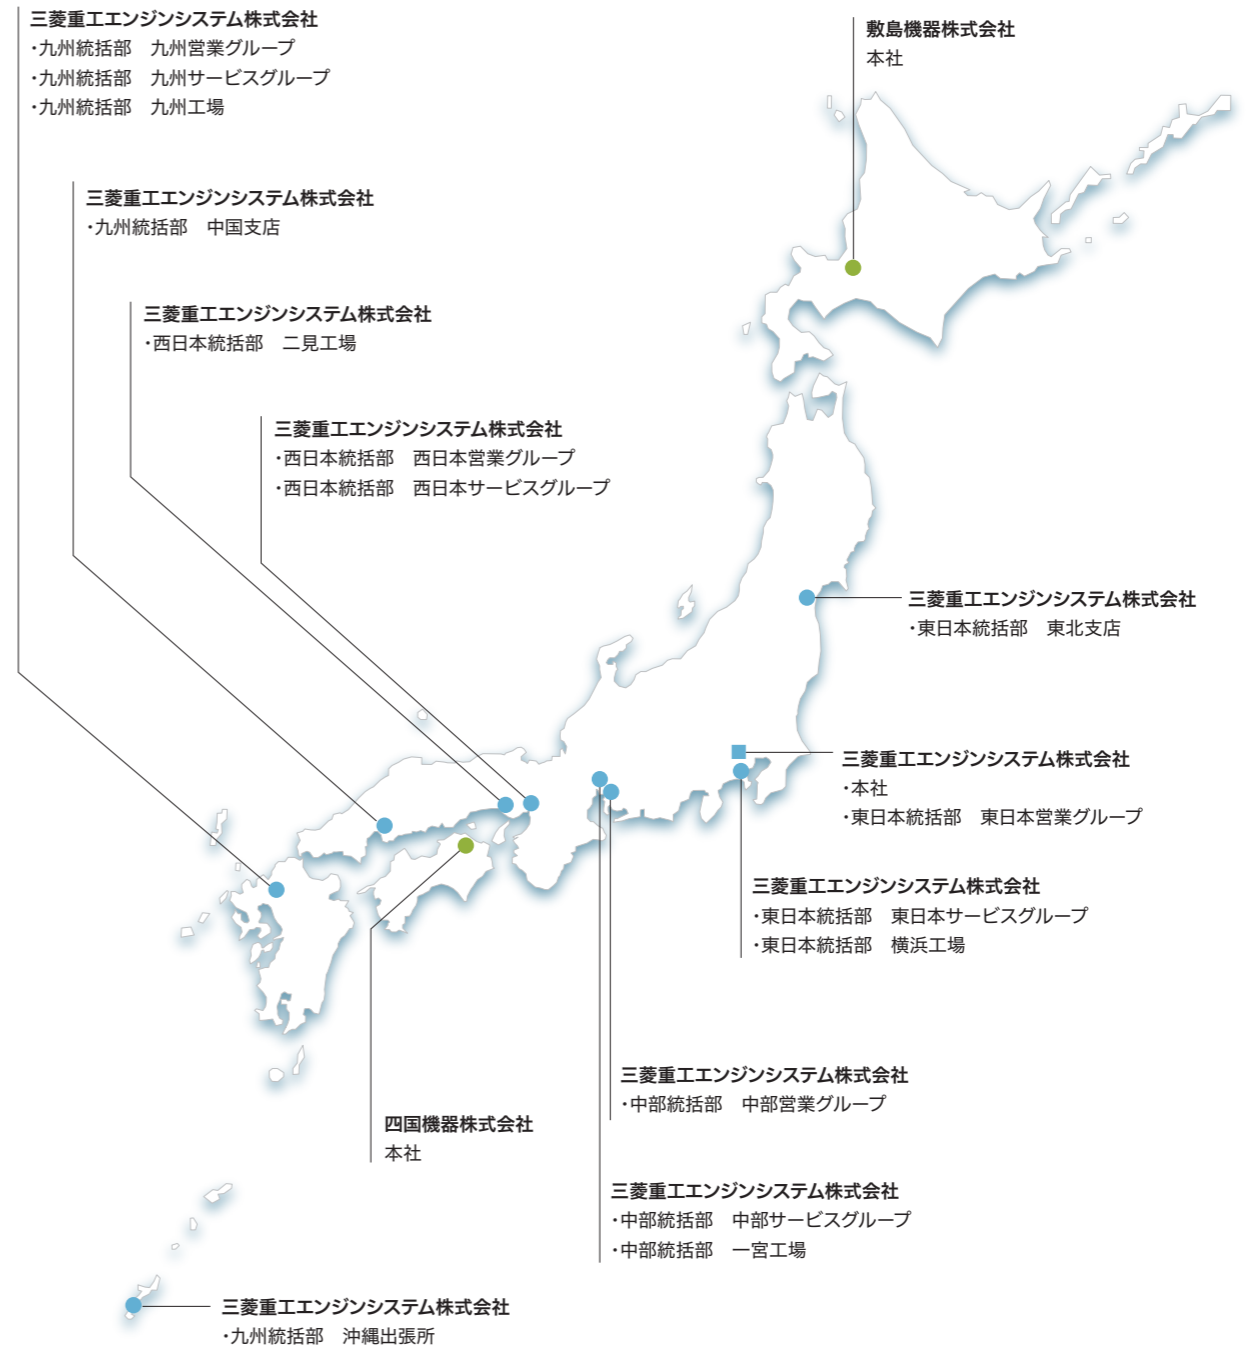 三菱重工エンジンシステム株式会社
・九州統括部　九州営業グループ
・九州統括部　九州サービスグループ
・九州統括部　九州工場
敷島機器株式会社
本社
三菱重工エンジンシステム株式会社
・九州統括部　中国支店
三菱重工エンジンシステム株式会社
・西日本統括部　二見工場
三菱重工エンジンシステム株式会社
・西日本統括部　西日本営業グループ
・西日本統括部　西日本サービスグループ
三菱重工エンジンシステム株式会社
・東日本統括部　東北支店
三菱重工エンジンシステム株式会社
・本社
・東日本統括部　東日本営業グループ
三菱重工エンジンシステム株式会社
・東日本統括部　東日本サービスグループ
・東日本統括部　横浜工場
三菱重工エンジンシステム株式会社
・中部統括部　中部営業グループ
四国機器株式会社
本社
三菱重工エンジンシステム株式会社
・中部統括部　中部サービスグループ
・中部統括部　一宮工場
三菱重工エンジンシステム株式会社
・九州統括部　沖縄出張所